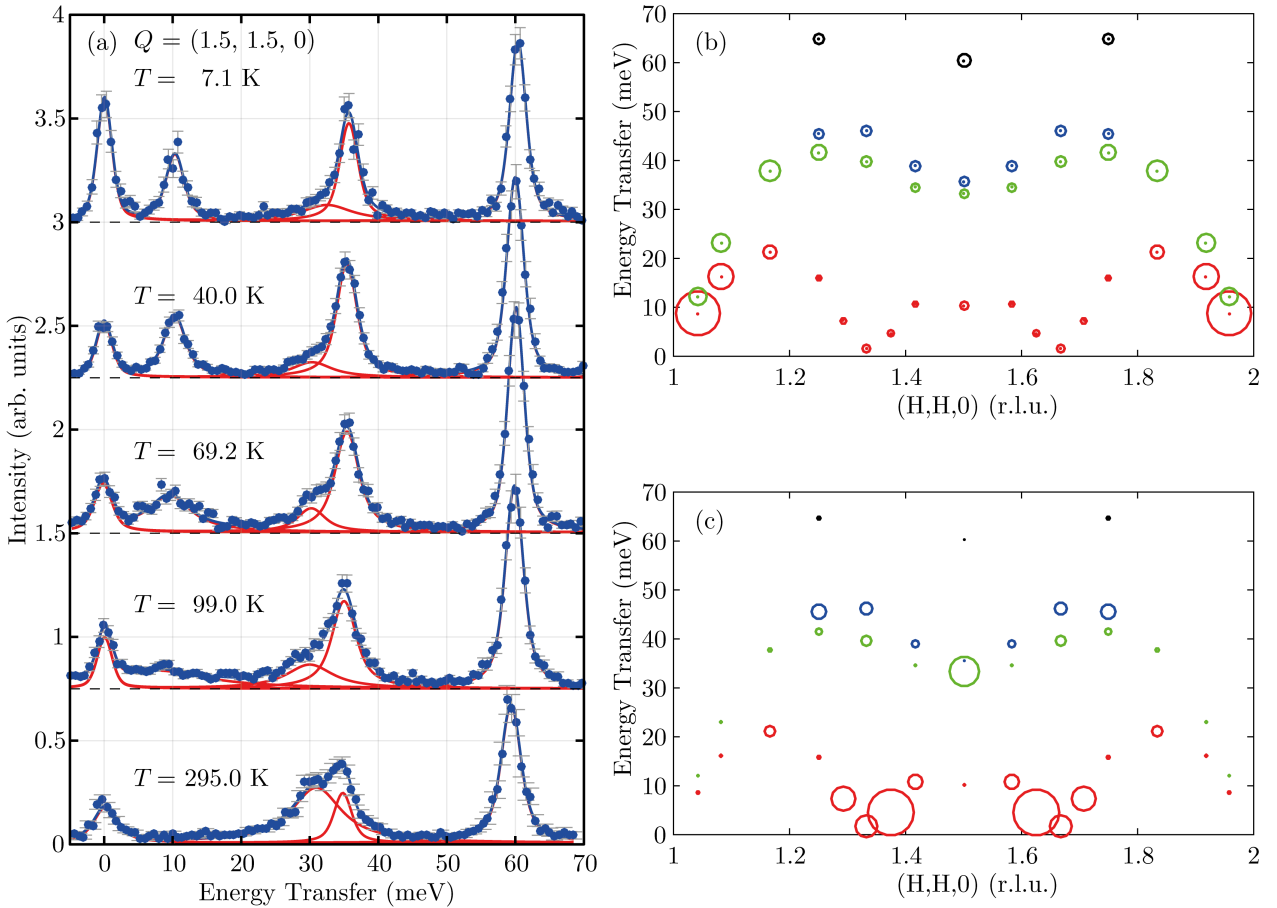 (a) Q = (1.5, 1.5, 0)
T = 7.1 K
T = 40.0 K
T = 69.2 K
T = 99.0 K
T = 295.0 K
4
3.5
3
2.5
2
1.5
1
0.5
0
Intensity (arb. units)
0 10 20 30 40 50 60 70
Energy Transfer (meV)
(b)
70
60
50
40
30
20
10
0
Energy Transfer (meV)
1 1.2 1.4 1.6 1.8 2
(H,H,0) (r.l.u.)
(c)
70
60
50
40
30
20
10
0
Energy Transfer (meV)
1 1.2 1.4 1.6 1.8 2
(H,H,0) (r.l.u.)